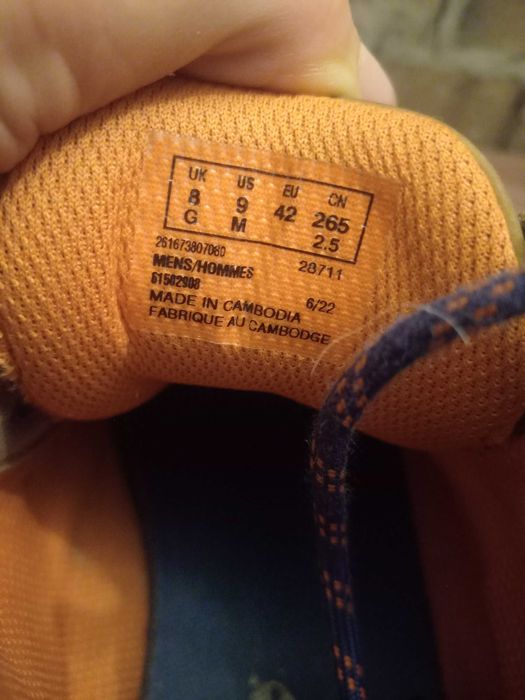 UK US EU CN
8 9 42 265
G M 2.5
261673807080 28711
MENS/HOMMES
61502908 6/22
MADE IN CAMBODIA
FABRIQUE AU CAMBODGE